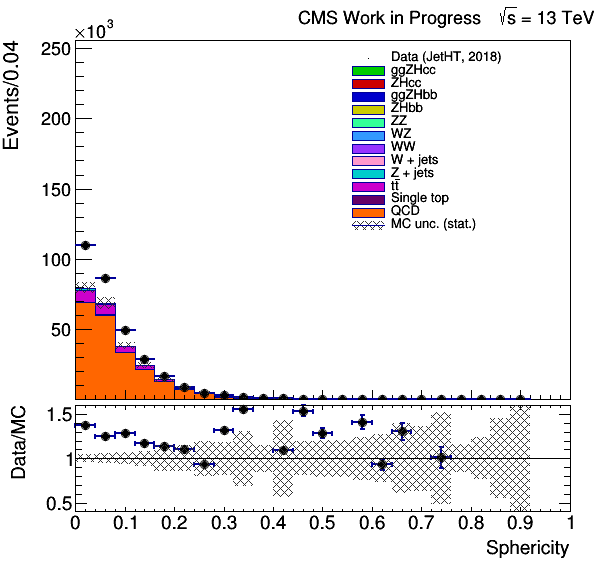 CMS Work in Progress √s = 13 TeV
×10³
Events/0.04
250
200
150
100
50
Data (JetHT, 2018)
ggZHcc
ZHcc
ggZHbb
ZHbb
ZZ
WZ
WW
W + jets
Z + jets
tt̄
Single top
QCD
MC unc. (stat.)
Data/MC
1.5
1
0.5
0 0.1 0.2 0.3 0.4 0.5 0.6 0.7 0.8 0.9 1
Sphericity